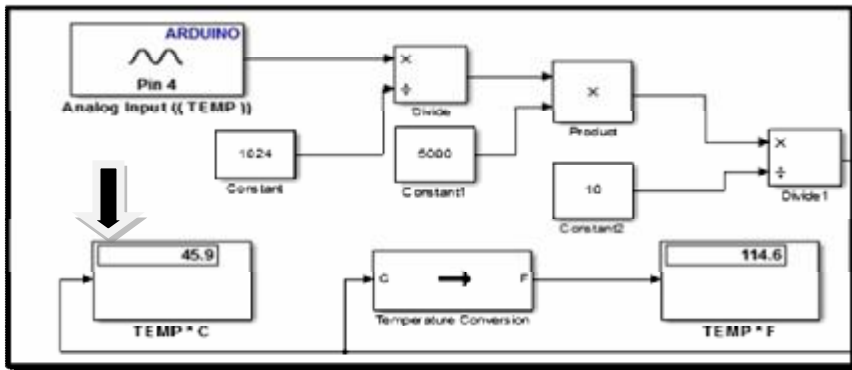 ARDUINO
Pin 4
Analog Input (( TEMP ))
×
÷
Divide
×
Product
1024
Constant
5000
Constant1
10
Constant2
×
÷
Divide1
45.9
TEMP * C
C
F
Temperature Conversion
114.6
TEMP * F